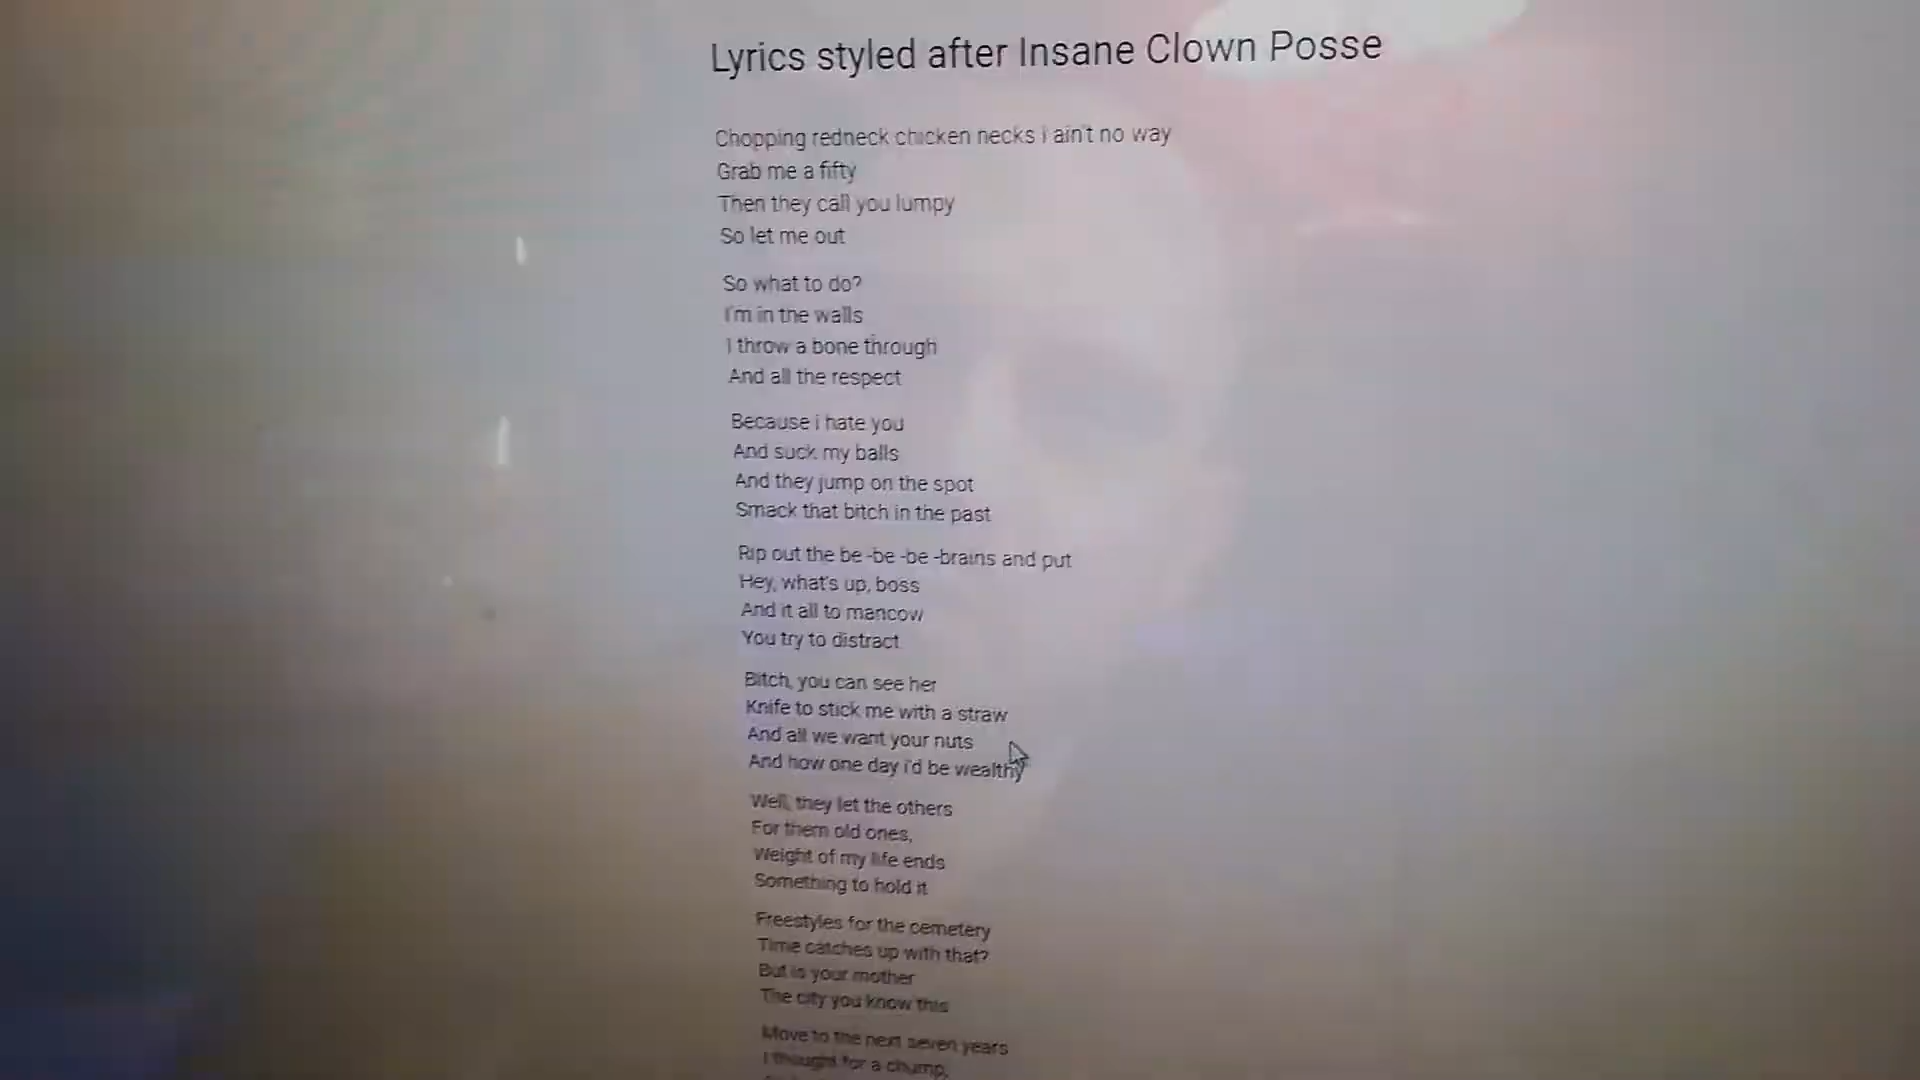 Lyrics styled after Insane Clown Posse
Chopping redneck chicken necks i ain't no way
Grab me a fifty
Then they call you lumpy
So let me out
So what to do?
I'm in the walls
I throw a bone through
And all the respect
Because i hate you
And suck my balls
And they jump on the spot
Smack that bitch in the past
Rip out the be -be -be -brains and put
Hey, what's up, boss
And it all to mancow
You try to distract
Bitch, you can see her
Knife to stick me with a straw
And all we want your nuts
And how one day i'd be wealthy
Well, they let the others
For them old ones,
Weight of my life ends
Something to hold it
Freestyles for the cemetery
Time catches up with that?
But is your mother
The city you know this
Move to the next seven years
I thought for a chump,